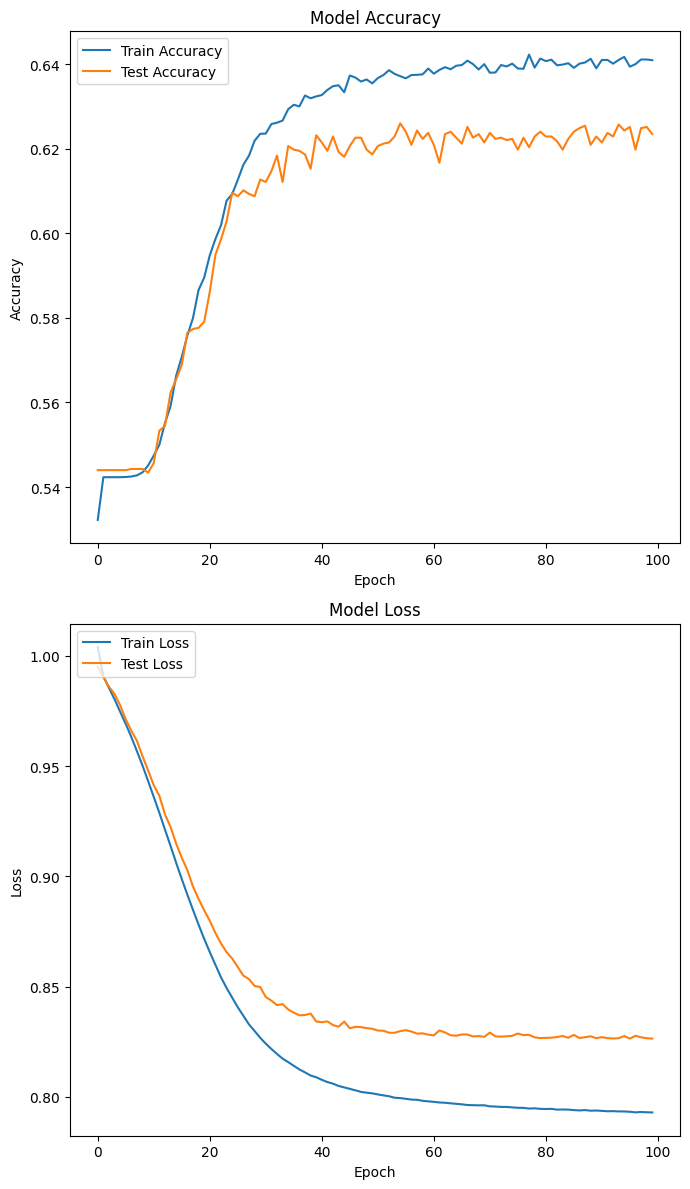 Model Accuracy
Train Accuracy
Test Accuracy
0.64
0.62
0.60
0.58
0.56
0.54
Accuracy
0 20 40 60 80 100
Epoch
Model Loss
Train Loss
Test Loss
1.00
0.95
0.90
0.85
0.80
Loss
0 20 40 60 80 100
Epoch